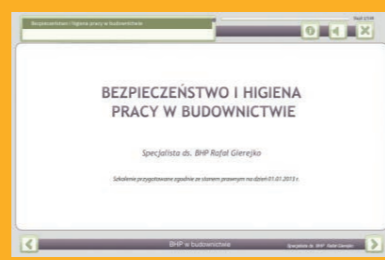 Bezpieczeństwo i higiena pracy w budownictwie
BEZPIECZEŃSTWO I HIGIENA
PRACY W BUDOWNICTWIE
Specjalista ds. BHP Rafał Gierejko
Szkolenie przygotowane zgodnie ze stanem prawnym na dzień 01.01.2013 r.
BHP w budownictwie
Specjalista ds. BHP Rafał Gierejko